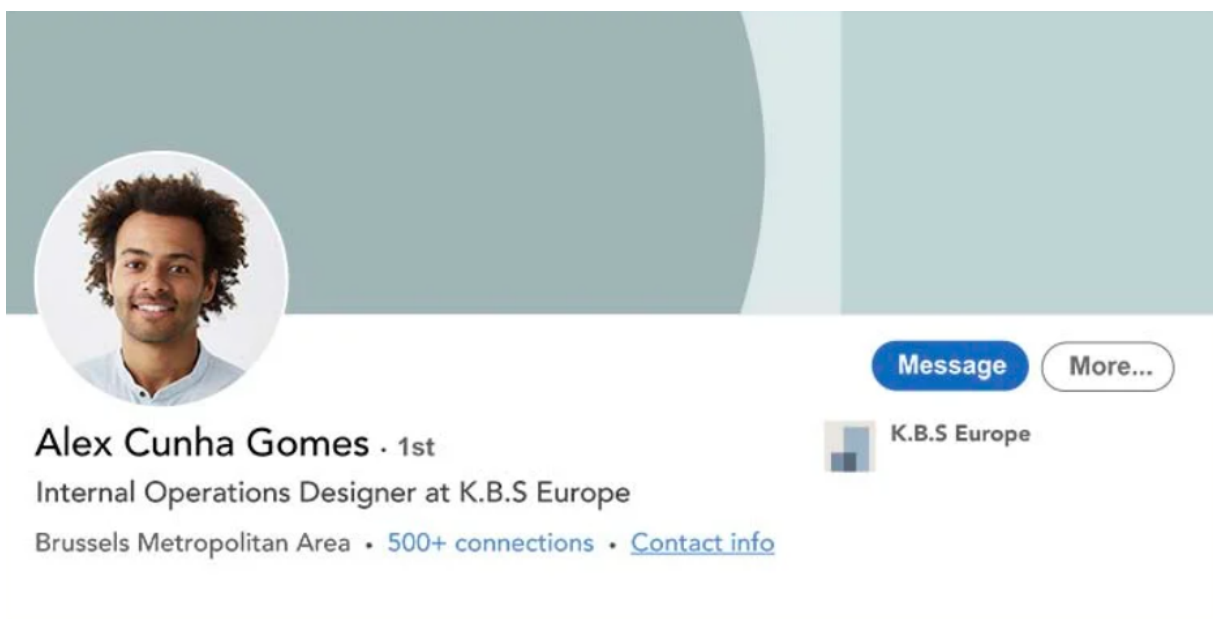 Message
More...
Alex Cunha Gomes · 1st
K.B.S Europe
Internal Operations Designer at K.B.S Europe
Brussels Metropolitan Area • 500+ connections • Contact info